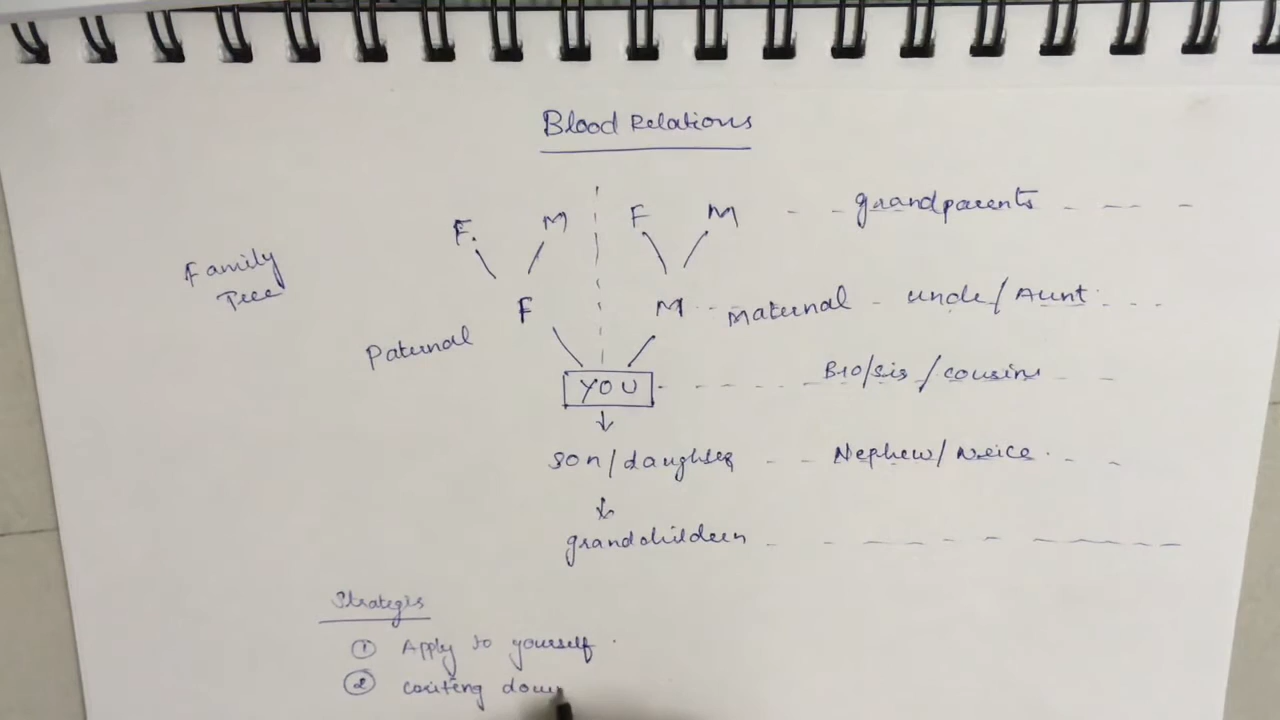 Blood Relations
F. M F M grandparents
Family
Tree
F M Maternal uncle/Aunt
Paternal
YOU Bro/sis/cousins
son/daughter Nephew/Neice
grandchildren
Strategis
① Apply to yourself
② writing down